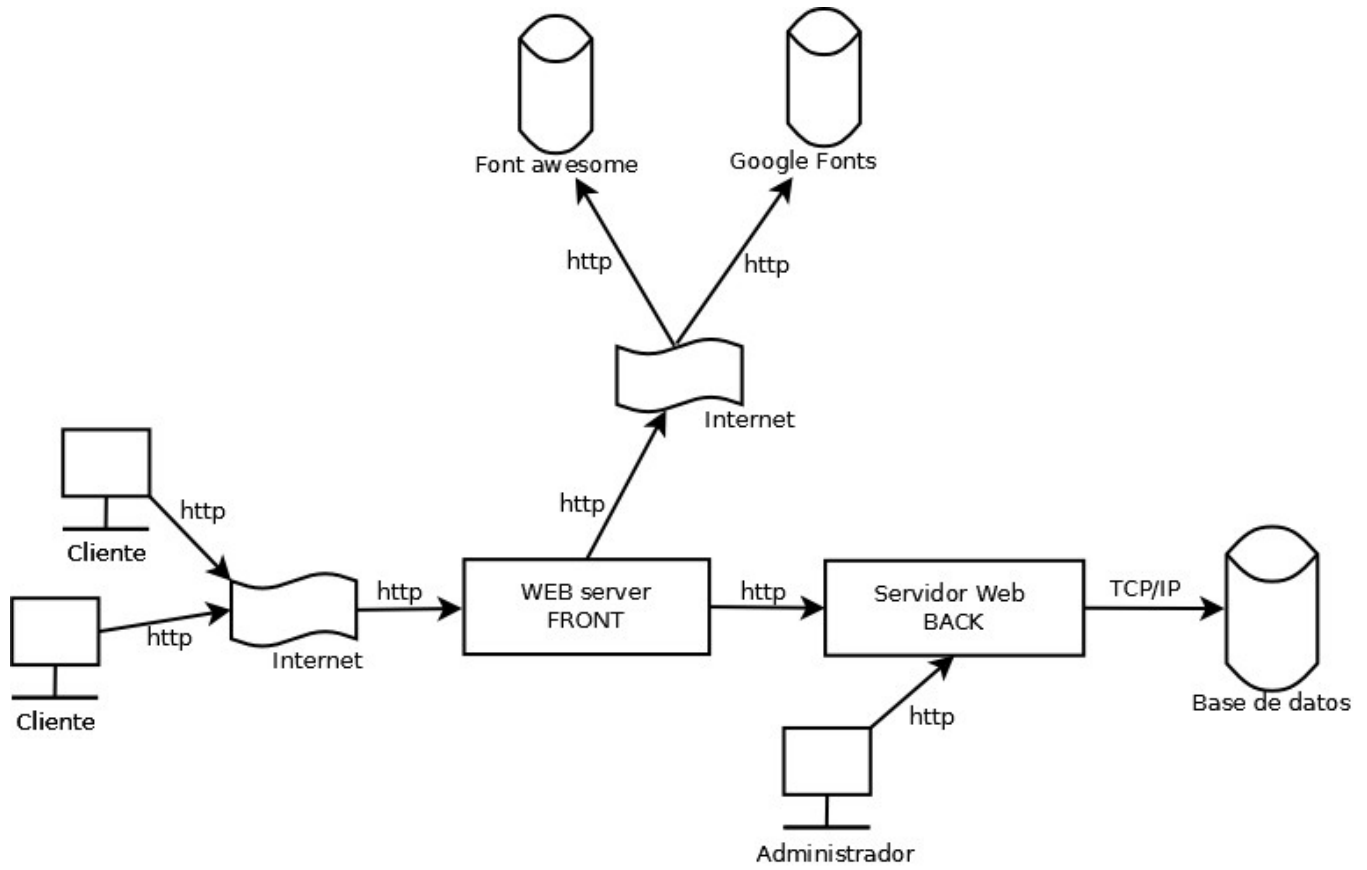 Font awesome
Google Fonts
http
http
Internet
http
http
Cliente
http
Cliente
Internet
http
WEB server
FRONT
http
Servidor Web
BACK
TCP/IP
Base de datos
http
Administrador